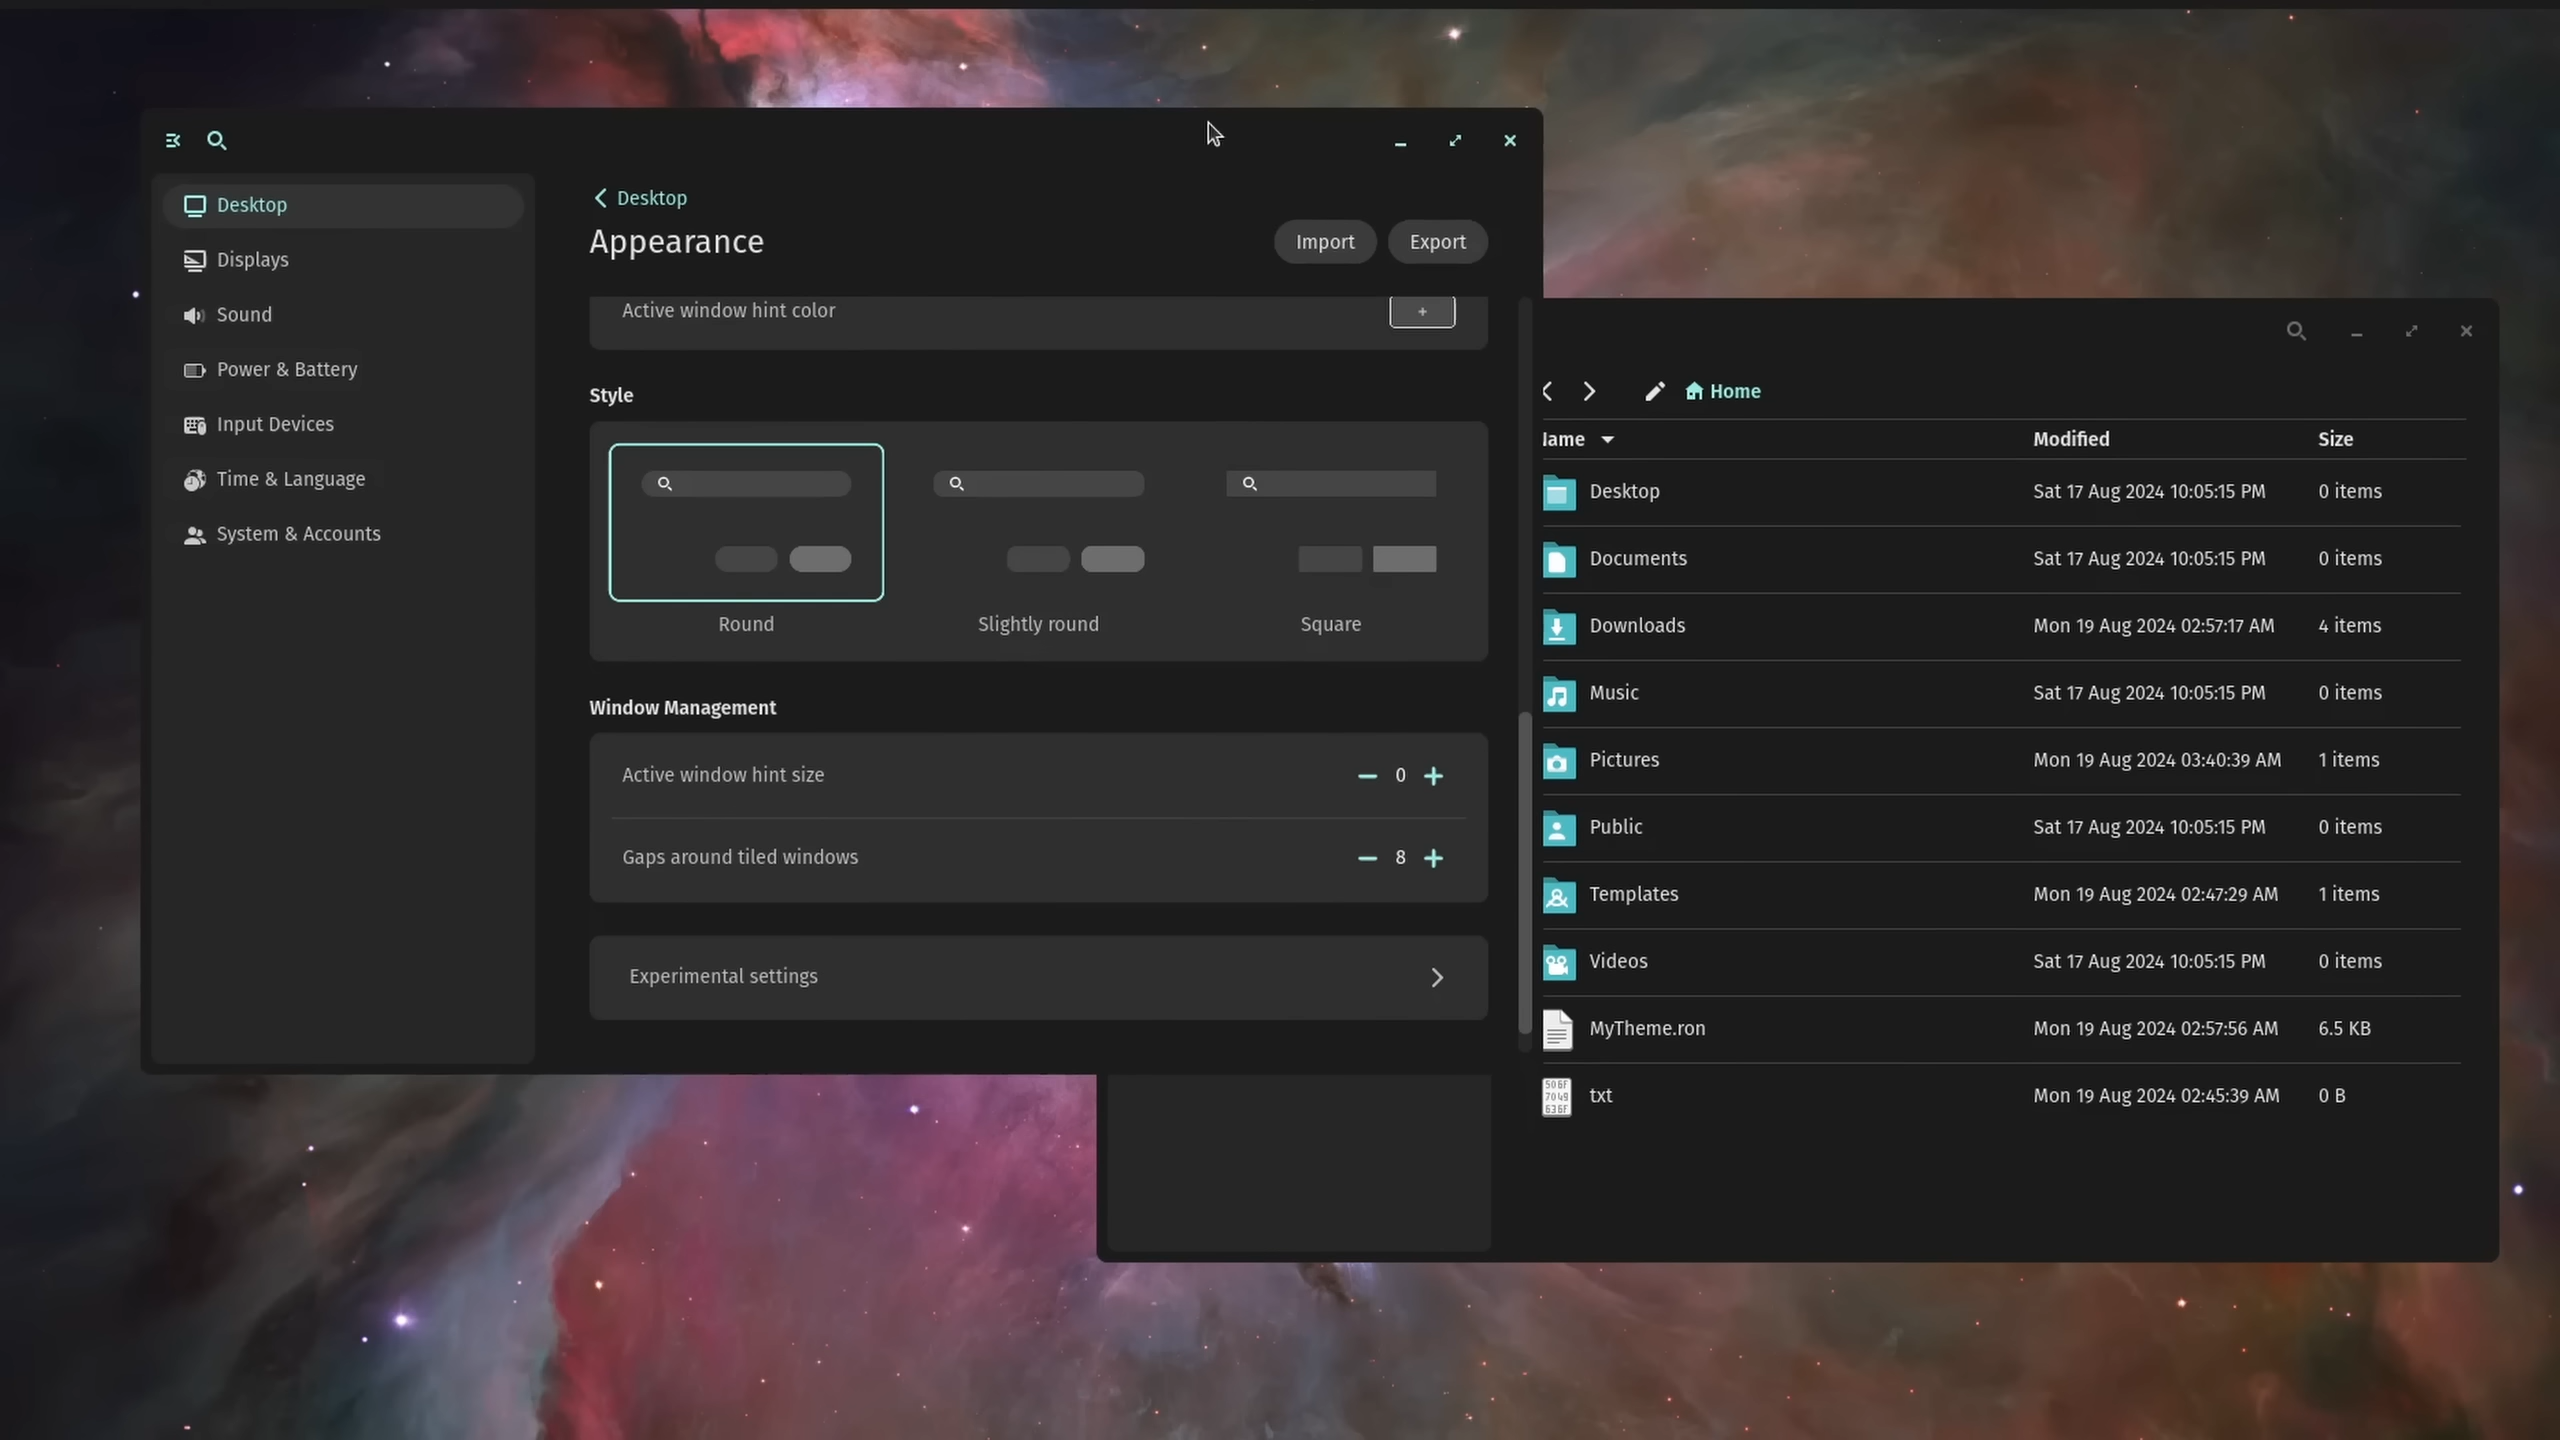 Desktop
Displays
Sound
Power & Battery
Input Devices
Time & Language
System & Accounts
Desktop
Appearance
Import
Export
Active window hint color
Style
Round
Slightly round
Square
Window Management
Active window hint size
0
Gaps around tiled windows
8
Experimental settings
Home
Modified Size
Desktop Sat 17 Aug 2024 10:05:15 PM 0 items
Documents Sat 17 Aug 2024 10:05:15 PM 0 items
Downloads Mon 19 Aug 2024 02:57:17 AM 4 items
Music Sat 17 Aug 2024 10:05:15 PM 0 items
Pictures Mon 19 Aug 2024 03:40:39 AM 1 items
Public Sat 17 Aug 2024 10:05:15 PM 0 items
Templates Mon 19 Aug 2024 02:47:29 AM 1 items
Videos Sat 17 Aug 2024 10:05:15 PM 0 items
MyTheme.ron Mon 19 Aug 2024 02:57:56 AM 6.5 KB
txt Mon 19 Aug 2024 02:45:39 AM 0 B